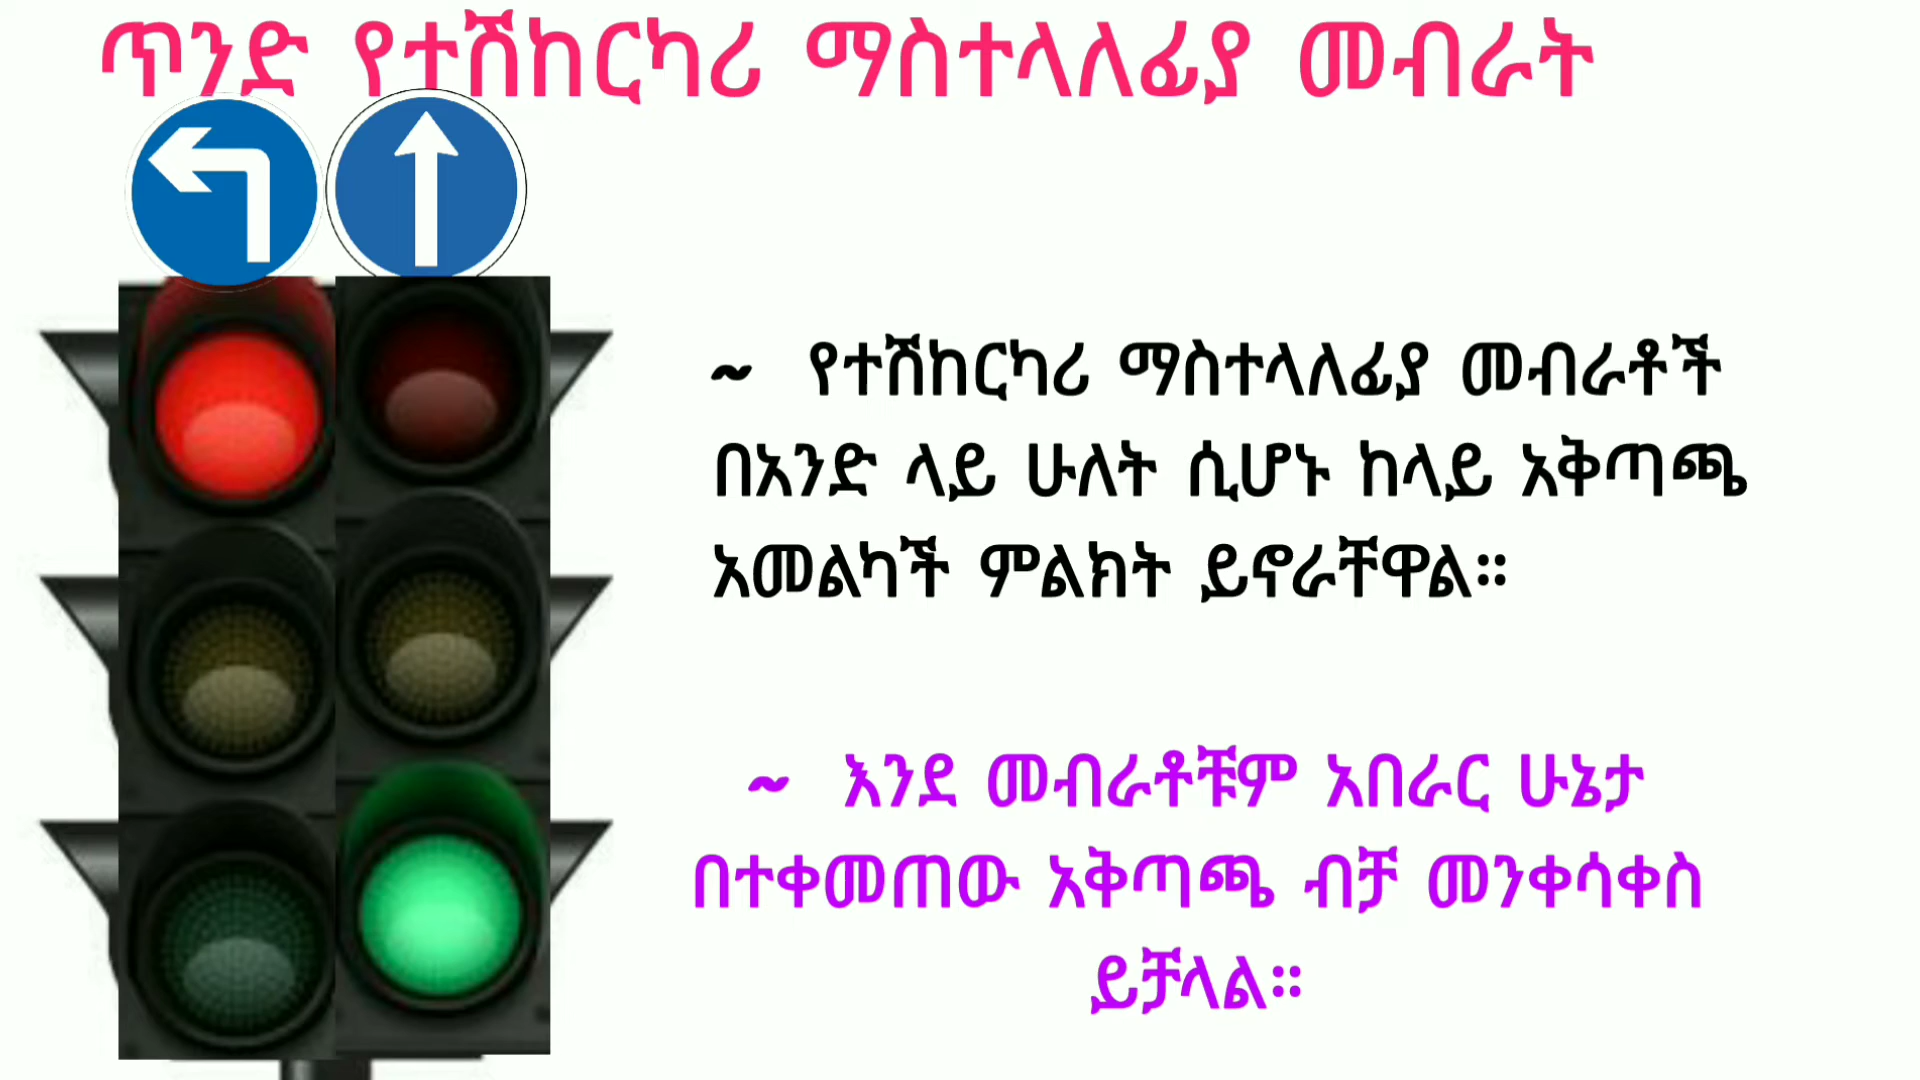 ጥንድ የተሽከርካሪ ማስተላለፊያ መብራት
~ የተሽከርካሪ ማስተላለፊያ መብራቶች
በአንድ ላይ ሁለት ሲሆኑ ከላይ አቅጣጫ
አመልካች ምልክት ይኖራቸዋል።
~ እንደ መብራቶቹም አበራር ሁኔታ
በተቀመጠው አቅጣጫ ብቻ መንቀሳቀስ
ይቻላል።